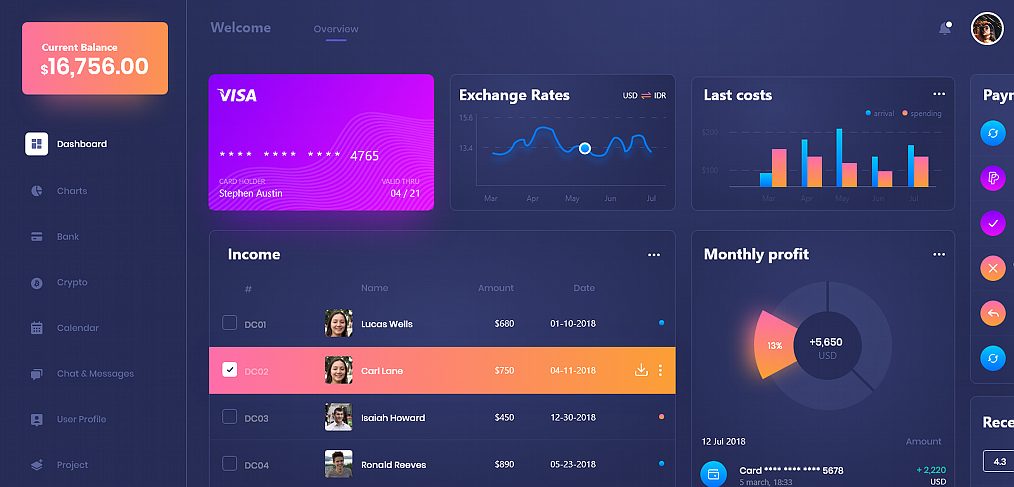 Current Balance
$16,756.00
Dashboard
Charts
Bank
Crypto
Calendar
Chat & Messages
User Profile
Project
Welcome
Overview
VISA
**** **** **** 4765
CARD HOLDER
VALID THRU
Stephen Austin
04 / 21
Exchange Rates
USD IDR
15.6
13.4
Mar Apr May Jun Jul
Last costs
arrival spending
$200
$100
Mar Apr May Jun Jul
Income
# Name Amount Date
DC01 Lucas Wells $680 01-10-2018
DC02 Carl Lane $750 04-11-2018
DC03 Isaiah Howard $450 12-30-2018
DC04 Ronald Reeves $890 05-23-2018
Monthly profit
13%
+5,650
USD
12 Jul 2018 Amount
Card **** **** **** 5678 + 2,220
5 march, 18:33 USD
4.3